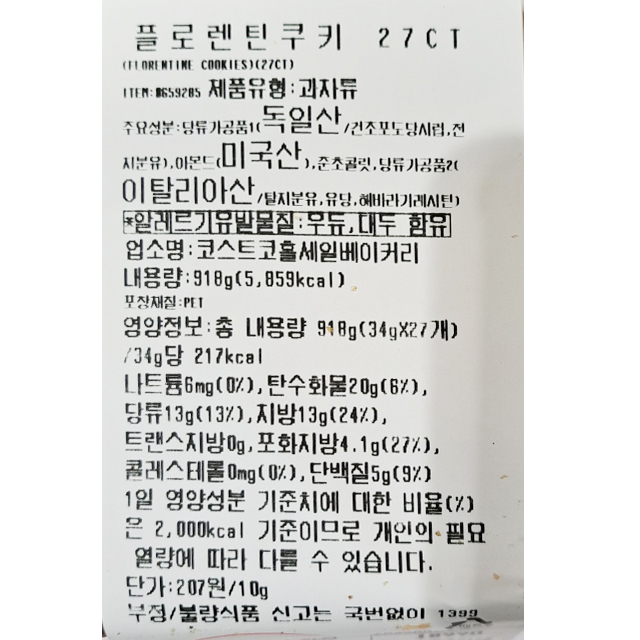 플로렌틴쿠키 27CT
(FLORENTINE COOKIES)(27CT)
ITEM:#659285 제품유형:과자류
주요성분:당류가공품1(독일산/건조포도당시럽,전
지분유),아몬드(미국산),준초콜릿,당류가공품2(
이탈리아산/탈지분유,유당,해바라기레시틴)
*알레르기유발물질:우유,대두 함유
업소명:코스트코홀세일베이커리
내용량:918g(5,859kcal)
포장재질:PET
영양정보:총 내용량 918g(34gX27개)
/34g당 217kcal
나트륨6mg(0%),탄수화물20g(6%),
당류13g(13%),지방13g(24%),
트랜스지방0g,포화지방4.1g(27%),
콜레스테롤0mg(0%),단백질5g(9%)
1일 영양성분 기준치에 대한 비율(%)
은 2,000kcal 기준이므로 개인의 필요
열량에 따라 다를 수 있습니다.
단가:207원/10g
부정/불량식품 신고는 국번없이 1399